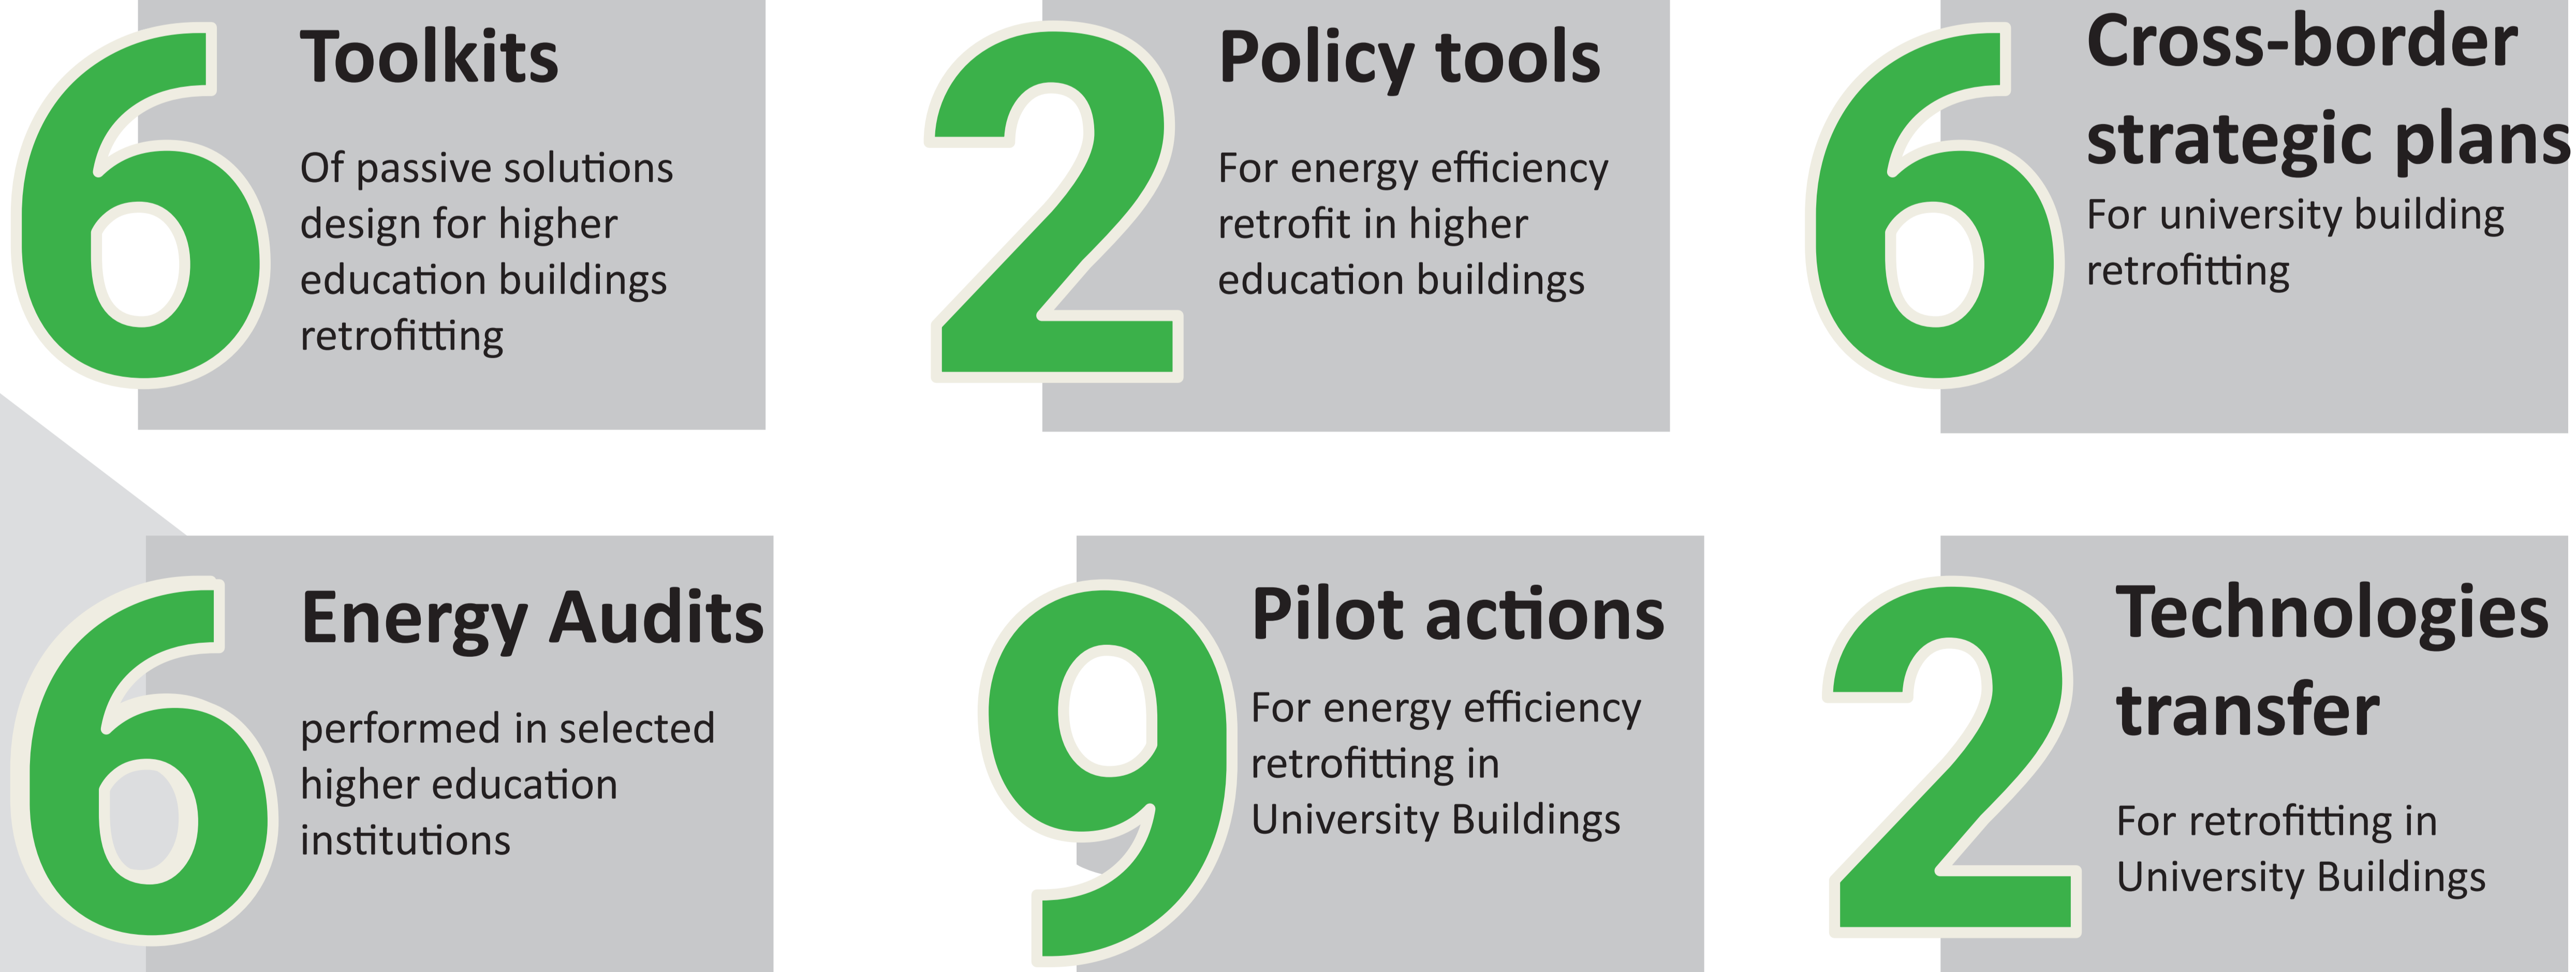 6
Toolkits
Of passive solutions
design for higher
education buildings
retrofitting
2
Policy tools
For energy efficiency
retrofit in higher
education buildings
6
Cross-border
strategic plans
For university building
retrofitting
6
Energy Audits
performed in selected
higher education
institutions
9
Pilot actions
For energy efficiency
retrofitting in
University Buildings
2
Technologies
transfer
For retrofitting in
University Buildings